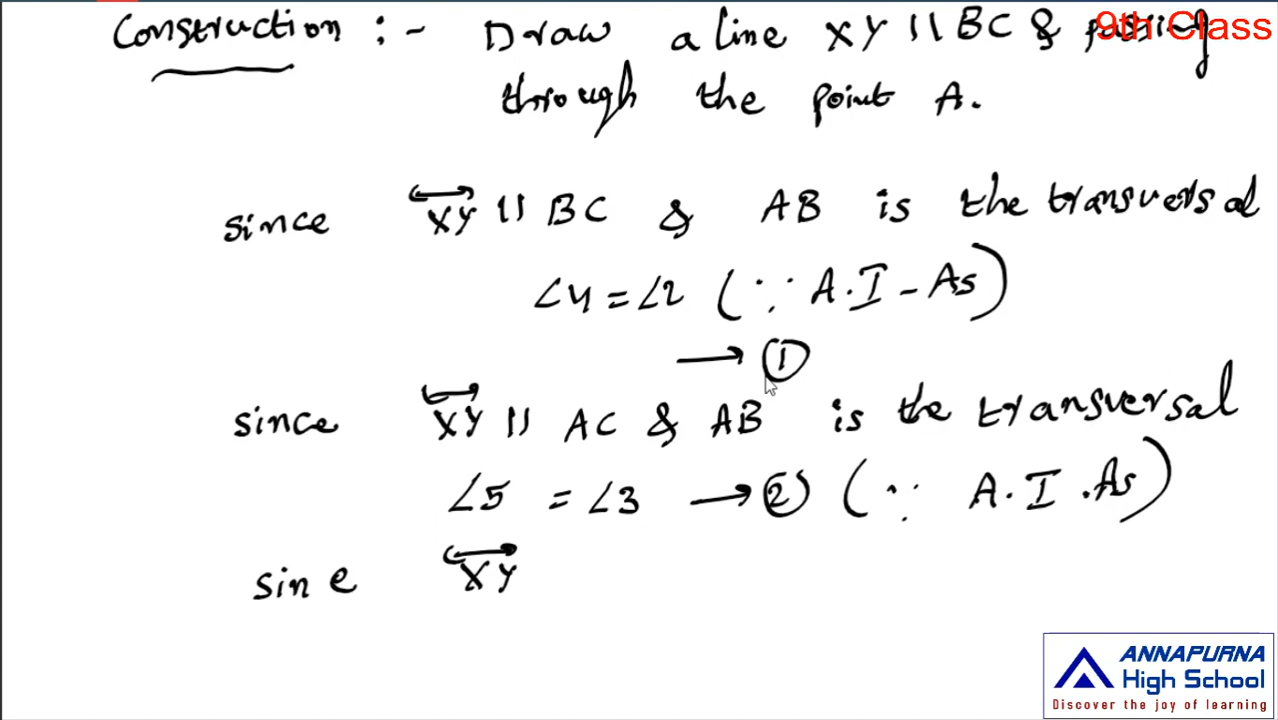 9th Class
Construction :- Draw a line XY || BC & passing
through the point A.
since XY || BC & AB is the transversal
∠4 = ∠2 (∵ A.I-As)
→ ①
since XY || AC & AB is the transversal
∠5 = ∠3 → ② (∵ A.I.As)
sin e XY
ANNAPURNA
High School
Discover the joy of learning